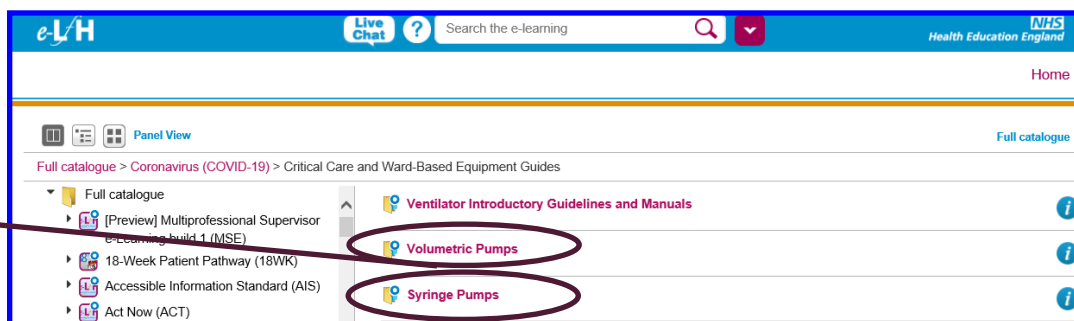 e-LfH
Live Chat
?
Search the e-learning
NHS
Health Education England
Home
Panel View
Full catalogue
Full catalogue > Coronavirus (COVID-19) > Critical Care and Ward-Based Equipment Guides
Full catalogue
[Preview] Multiprofessional Supervisor
e-Learning build 1 (MSE)
18-Week Patient Pathway (18WK)
Accessible Information Standard (AIS)
Act Now (ACT)
Ventilator Introductory Guidelines and Manuals
i
Volumetric Pumps
i
Syringe Pumps
i